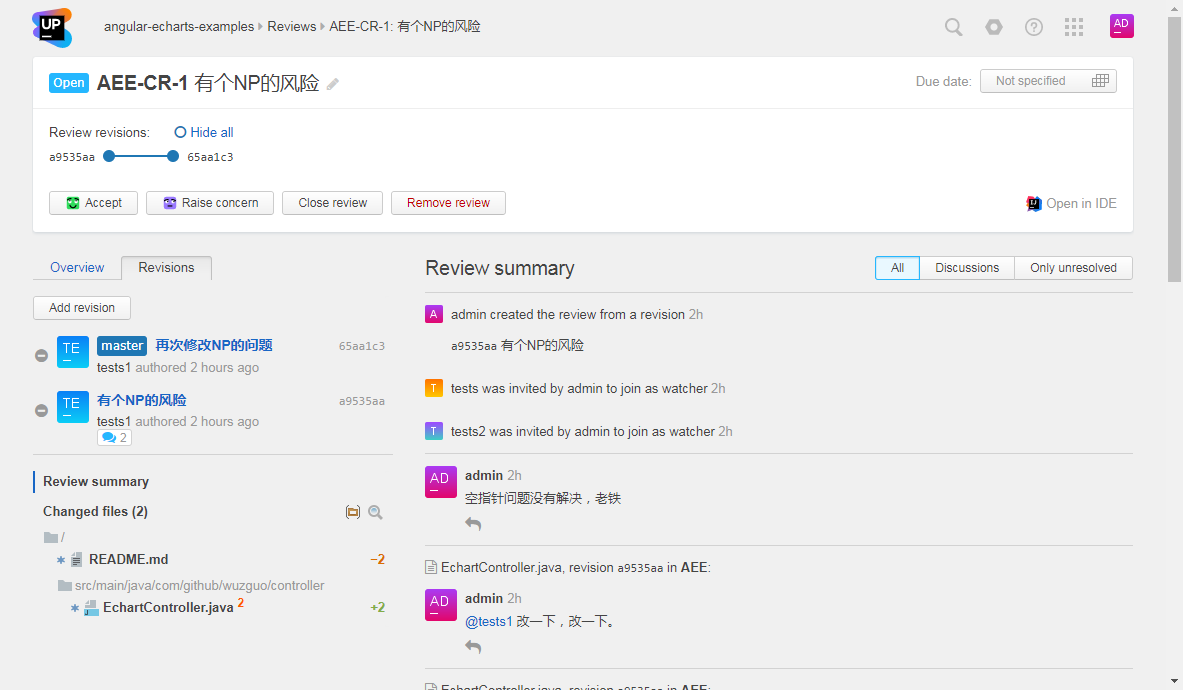 UP
angular-echarts-examples Reviews AEE-CR-1: 有个NP的风险
AD
Open AEE-CR-1 有个NP的风险
Due date: Not specified
Review revisions: Hide all
a9535aa 65aa1c3
Accept Raise concern Close review Remove review
Open in IDE
Overview Revisions
Add revision
TE master 再次修改NP的问题 65aa1c3
tests1 authored 2 hours ago
TE 有个NP的风险 a9535aa
tests1 authored 2 hours ago
2
Review summary
Changed files (2)
/
README.md −2
src/main/java/com/github/wuzguo/controller
EchartController.java 2 +2
Review summary
All Discussions Only unresolved
A admin created the review from a revision 2h
a9535aa 有个NP的风险
T tests was invited by admin to join as watcher 2h
T tests2 was invited by admin to join as watcher 2h
AD admin 2h
空指针问题没有解决，老铁
EchartController.java, revision a9535aa in AEE:
AD admin 2h
@tests1 改一下，改一下。
EchartController.java, revision a9535aa in AEE: